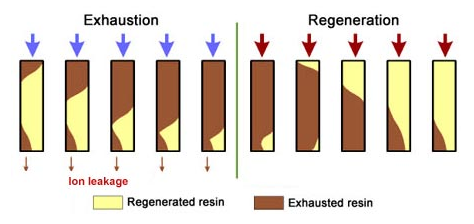 Exhaustion
Regeneration
Ion leakage
Regenerated resin
Exhausted resin